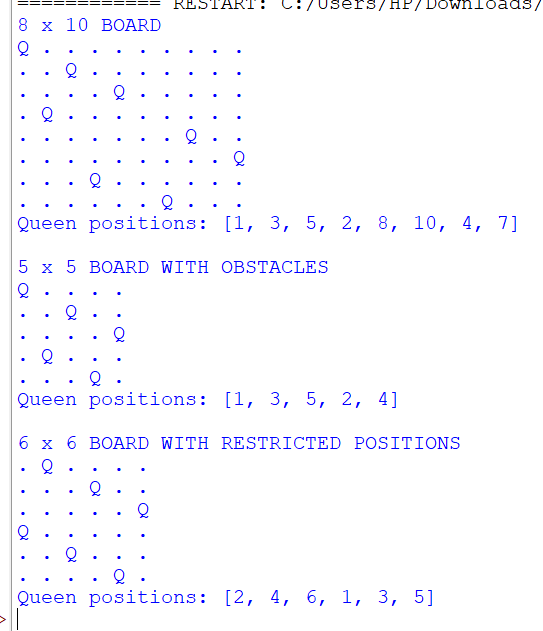 ============ RESTART: C:/Users/HP/Downloads/
8 x 10 BOARD
Q . . . . . . . . .
. . Q . . . . . . .
. . . . Q . . . . .
. Q . . . . . . . .
. . . . . . . Q . .
. . . . . . . . . Q
. . . Q . . . . . .
. . . . . . Q . . .
Queen positions: [1, 3, 5, 2, 8, 10, 4, 7]
5 x 5 BOARD WITH OBSTACLES
Q . . . .
. . Q . .
. . . . Q
. Q . . .
. . . Q .
Queen positions: [1, 3, 5, 2, 4]
6 x 6 BOARD WITH RESTRICTED POSITIONS
. Q . . . .
. . . Q . .
. . . . . Q
Q . . . . .
. . Q . . .
. . . . Q .
Queen positions: [2, 4, 6, 1, 3, 5]
>